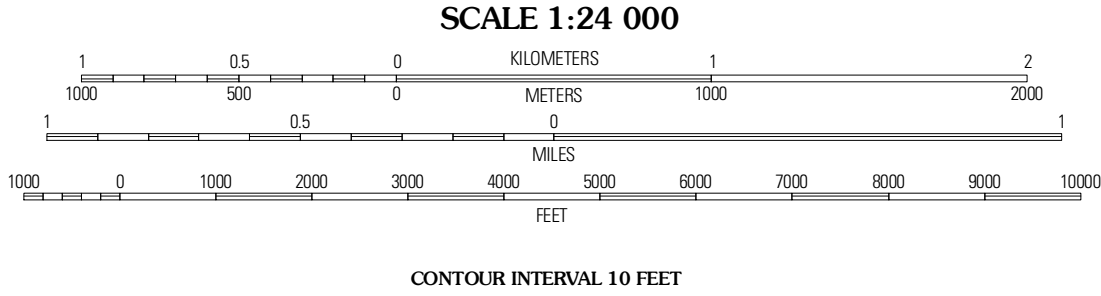 SCALE 1:24 000
1 0.5 0 KILOMETERS 1 2
1000 500 0 METERS 1000 2000
1 0.5 0 1
MILES
1000 0 1000 2000 3000 4000 5000 6000 7000 8000 9000 10000
FEET
CONTOUR INTERVAL 10 FEET